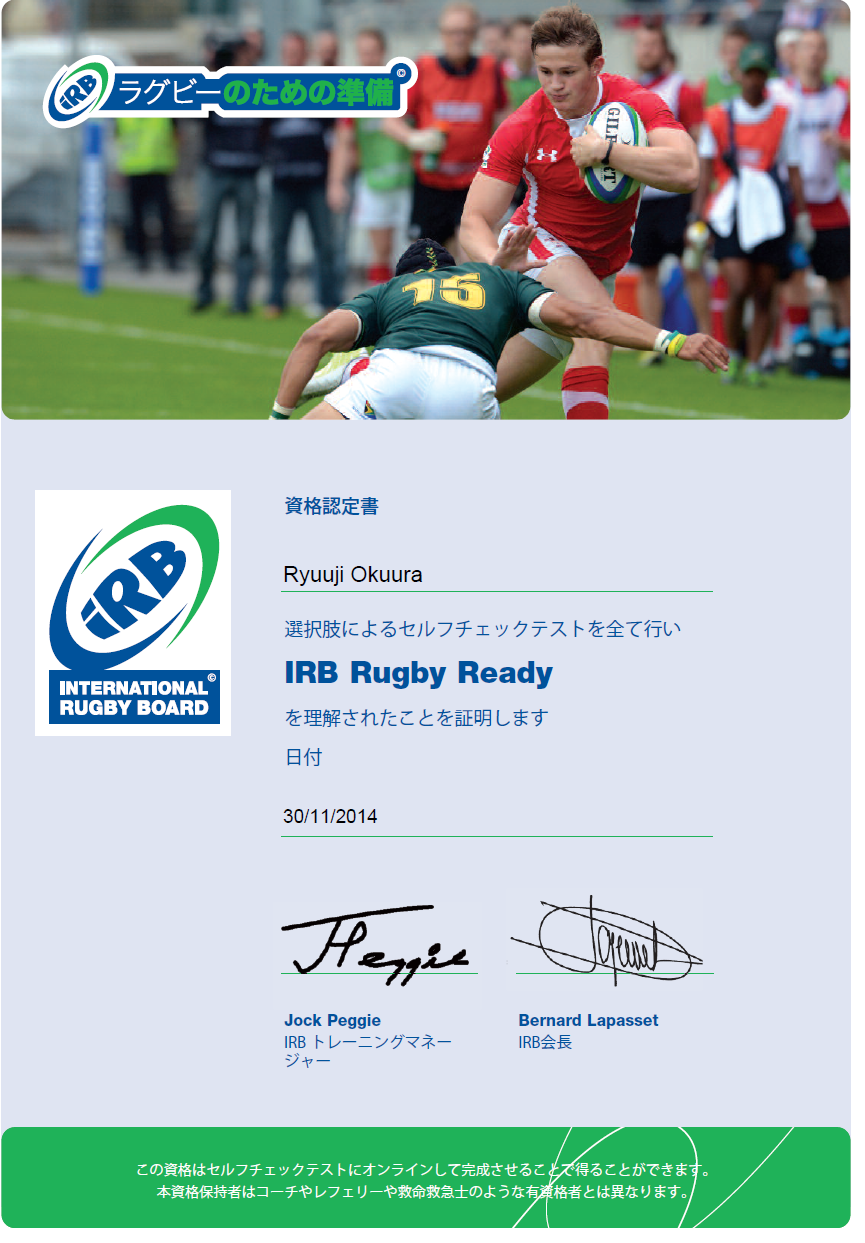 iRB ラグビーのための準備©
GILBERT
15
資格認定書
iRB
Ryuuji Okuura
選択肢によるセルフチェックテストを全て行い
IRB Rugby Ready
INTERNATIONAL©
RUGBY BOARD
を理解されたことを証明します
日付
30/11/2014
JPeggie
Jock Peggie
IRB トレーニングマネー
ジャー
Bernard Lapasset
IRB会長
この資格はセルフチェックテストにオンラインして完成させることで得ることができます。
本資格保持者はコーチやレフェリーや救命救急士のような有資格者とは異なります。